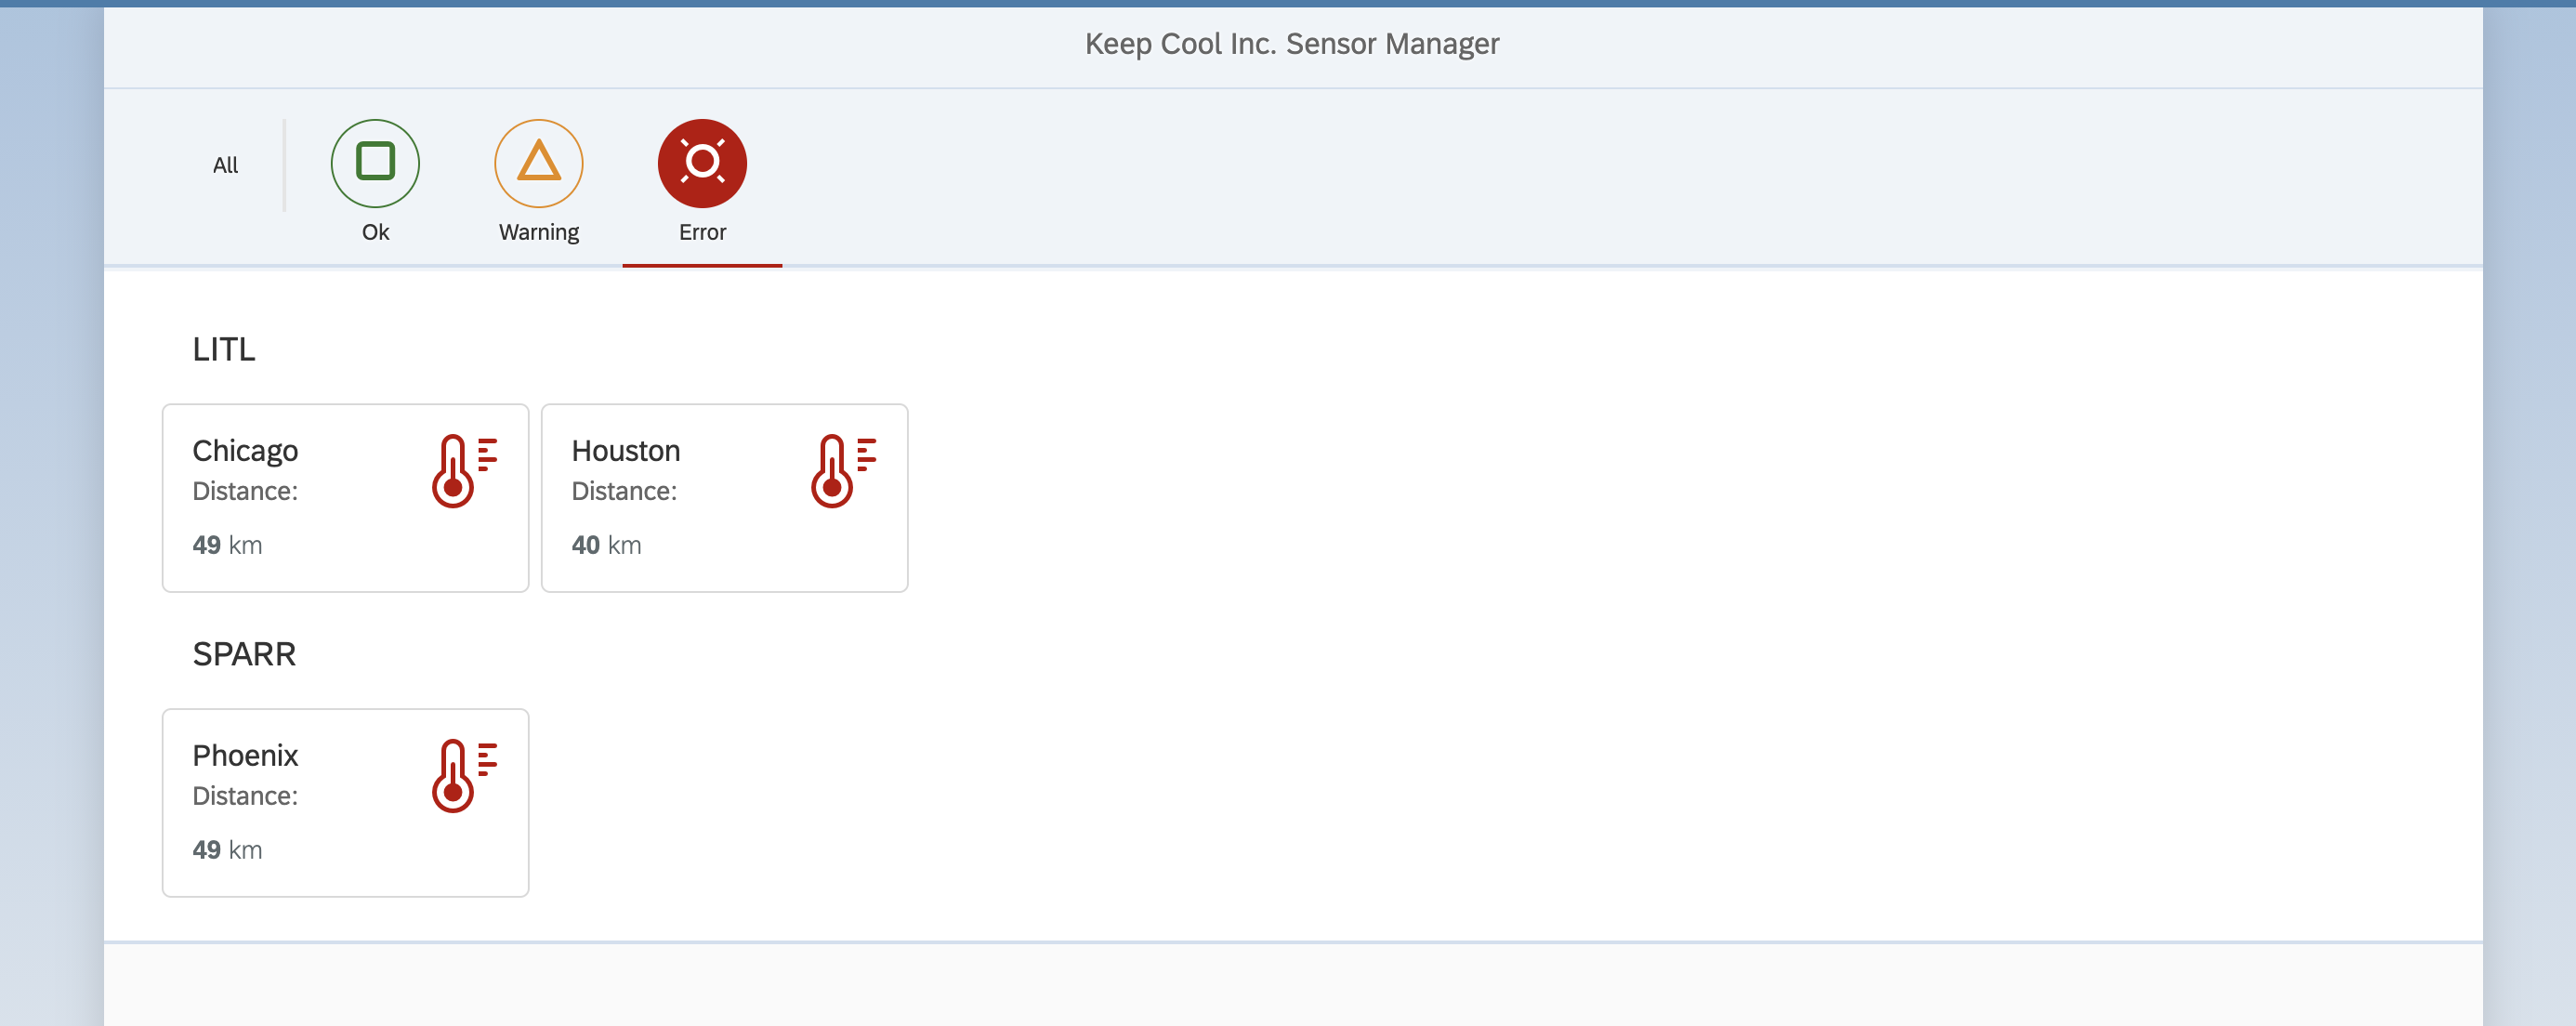 Keep Cool Inc. Sensor Manager
All
Ok
Warning
Error
LITL
Chicago
Distance:
49 km
Houston
Distance:
40 km
SPARR
Phoenix
Distance:
49 km